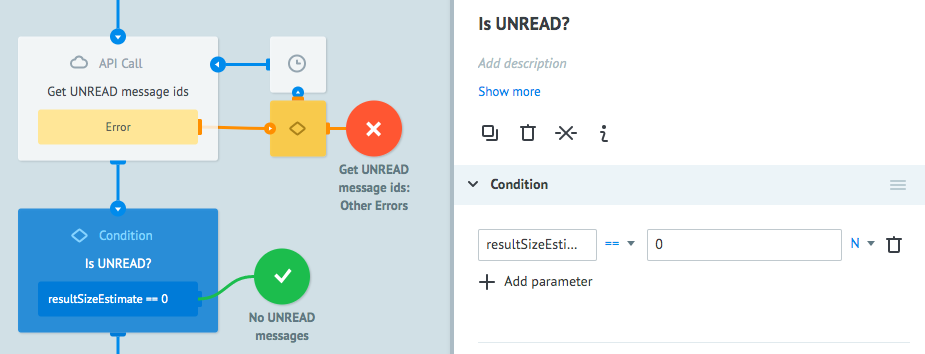 API Call
Get UNREAD message ids
Error
Get UNREAD
message ids:
Other Errors
Condition
Is UNREAD?
resultSizeEstimate == 0
No UNREAD
messages
Is UNREAD?
Add description
Show more
Condition
resultSizeEsti... == 0 N
Add parameter